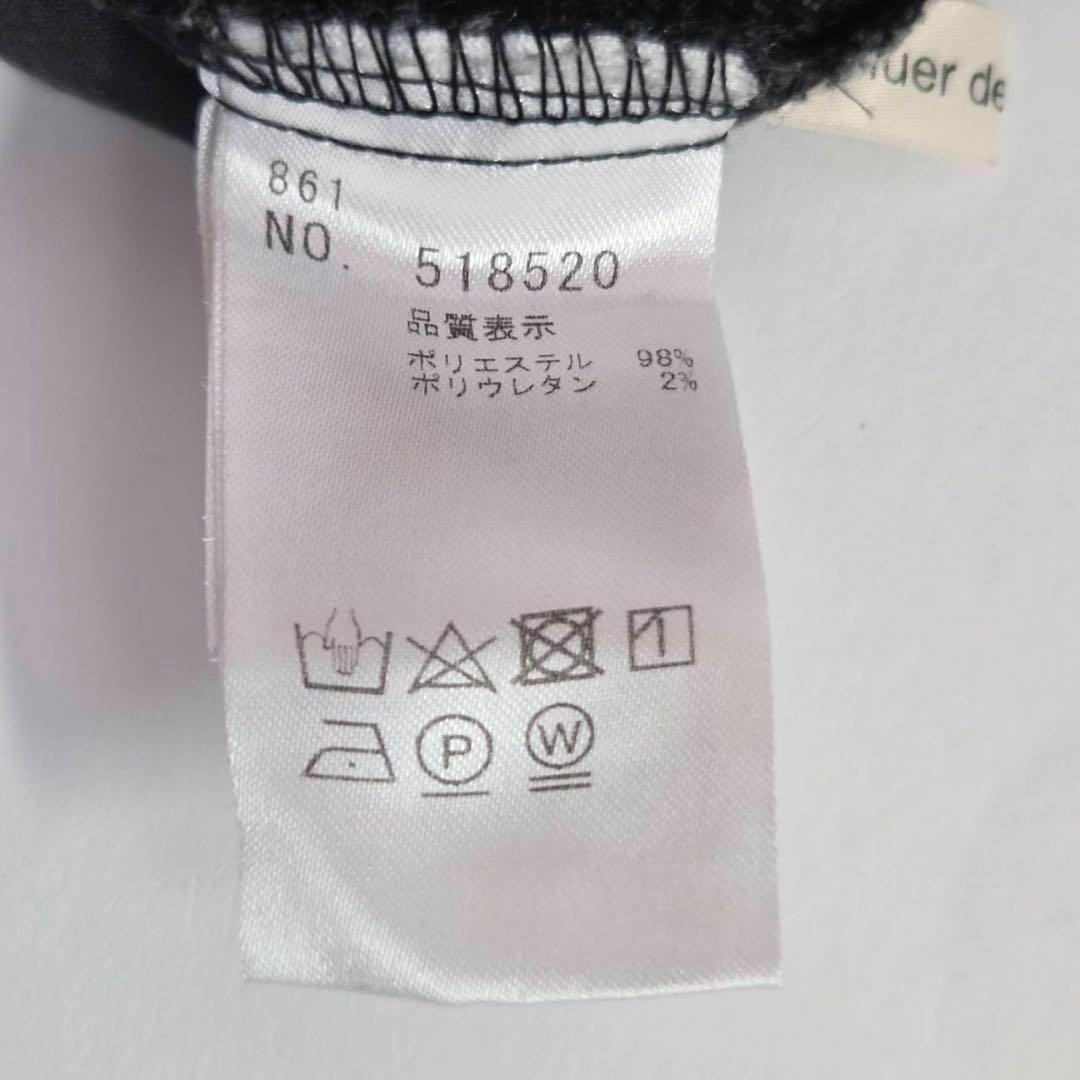 uer de
861
NO. 518520
品質表示
ポリエステル 98%
ポリウレタン 2%
P
W